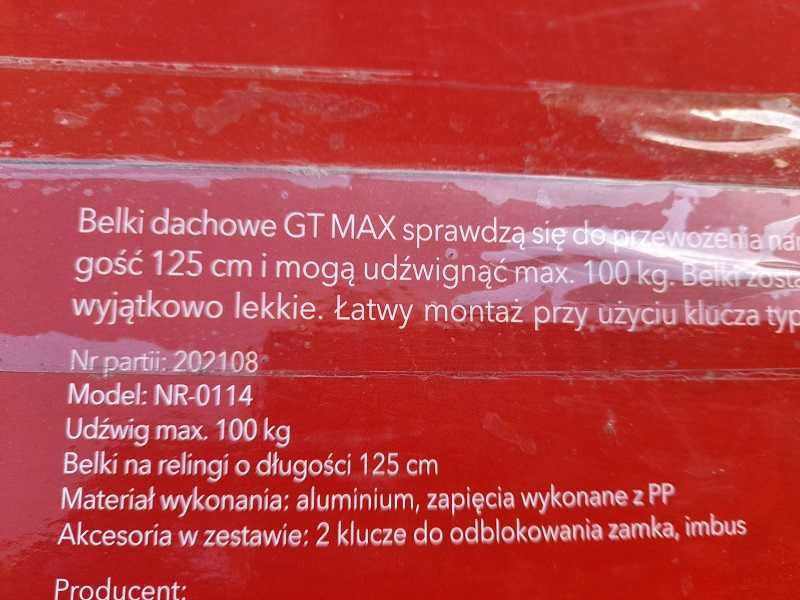 Belki dachowe GT MAX sprawdzą się do przewożenia
gość 125 cm i mogą udźwignąć max. 100 kg. Belki
wyjątkowo lekkie. Łatwy montaż przy użyciu klucza typ
Nr partii: 202108
Model: NR-0114
Udźwig max. 100 kg
Belki na relingi o długości 125 cm
Materiał wykonania: aluminium, zapięcia wykonane z PP
Akcesoria w zestawie: 2 klucze do odblokowania zamka, imbus
Producent: